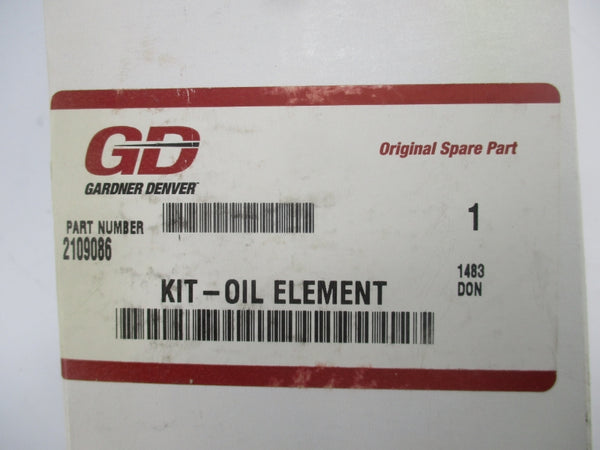 GD
GARDNER DENVER
Original Spare Part
PART NUMBER
2109086
1
KIT-OIL ELEMENT
1483
DON